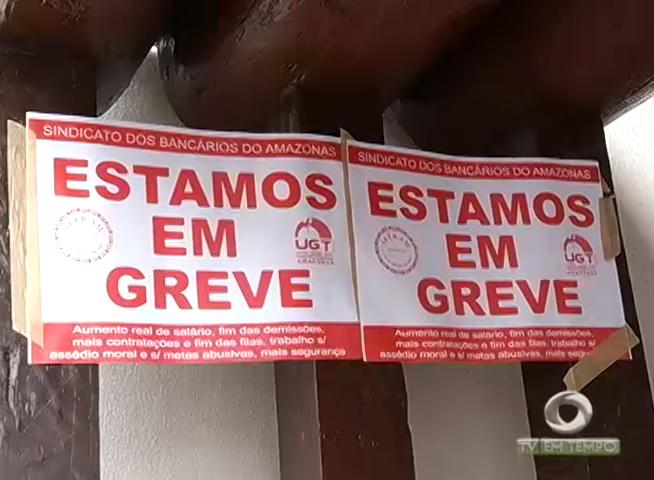 SINDICATO DOS BANCÁRIOS DO AMAZONAS
ESTAMOS
EM
GREVE
UGT
AMAZONAS
Aumento real de salário, fim das demissões,
mais contratações e fim das filas, trabalho s/
assédio moral e s/ metas abusivas, mais segurança
SINDICATO DOS BANCÁRIOS DO AMAZONAS
ESTAMOS
EM
GREVE
UGT
Aumento real de salário, fim das demissões,
mais contratações e fim das filas, trabalho s/
assédio moral e s/ metas abusivas, mais
TV EM TEMPO